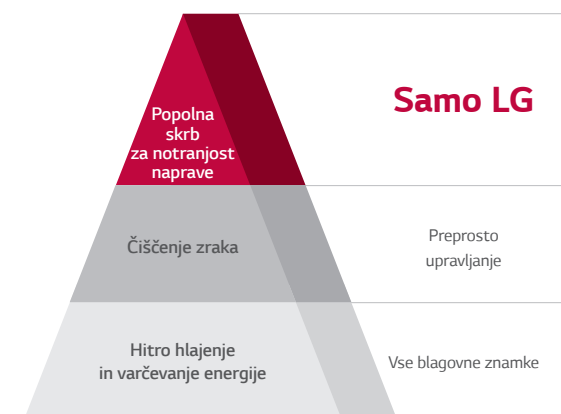 Samo LG
Popolna
skrb
za notranjost
naprave
Čiščenje zraka
Preprosto
upravljanje
Hitro hlajenje
in varčevanje energije
Vse blagovne znamke